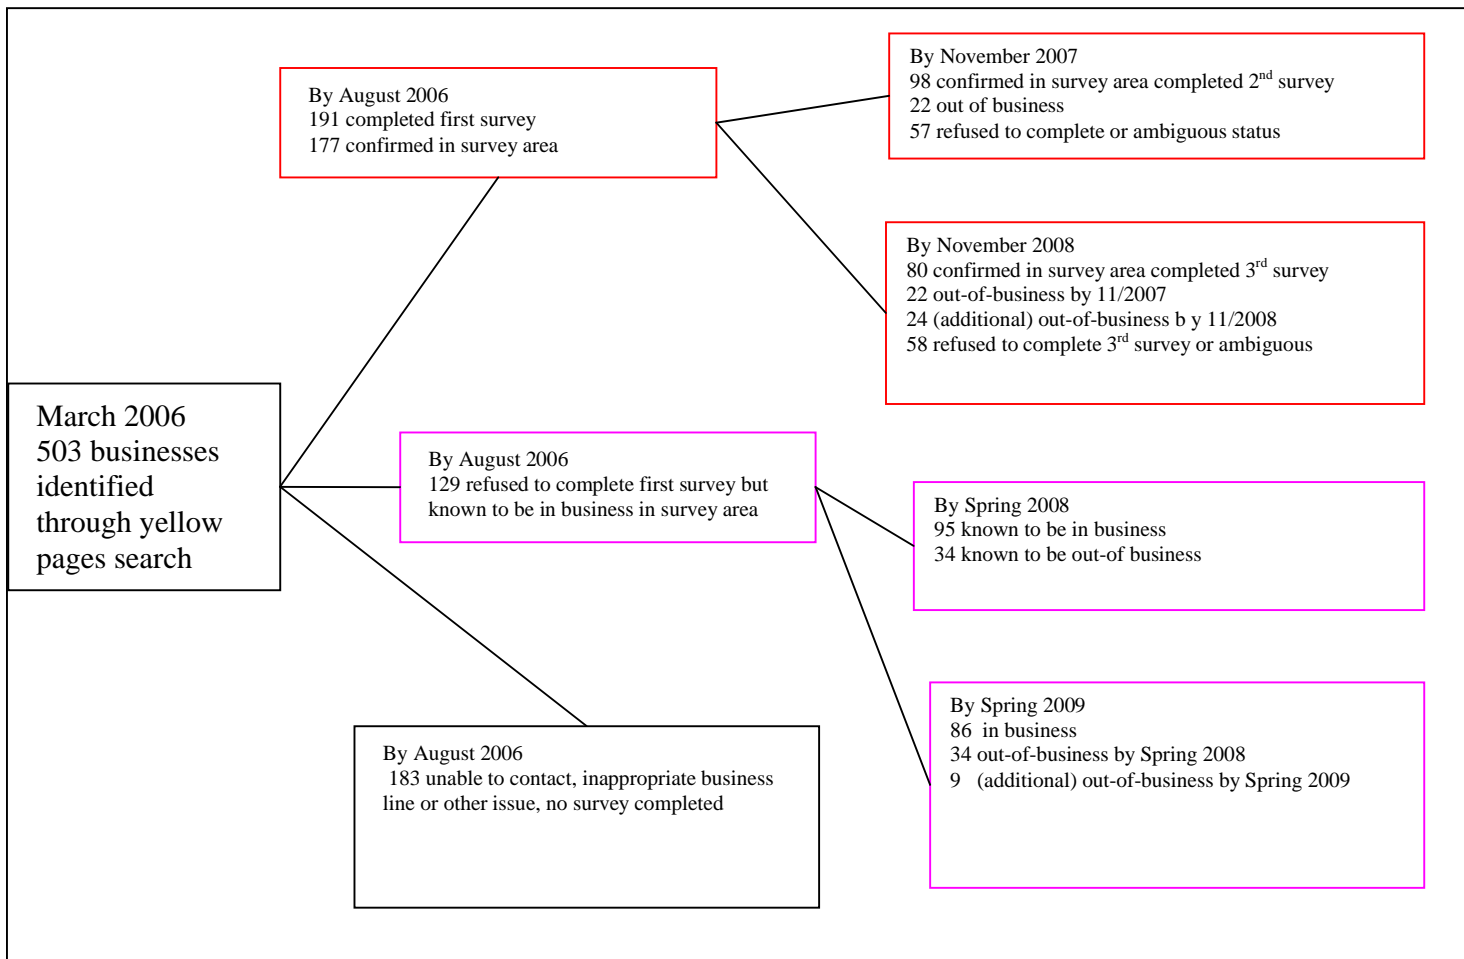 March 2006
503 businesses
identified
through yellow
pages search
By August 2006
191 completed first survey
177 confirmed in survey area
By November 2007
98 confirmed in survey area completed 2nd survey
22 out of business
57 refused to complete or ambiguous status
By November 2008
80 confirmed in survey area completed 3rd survey
22 out-of-business by 11/2007
24 (additional) out-of-business b y 11/2008
58 refused to complete 3rd survey or ambiguous
By August 2006
129 refused to complete first survey but
known to be in business in survey area
By Spring 2008
95 known to be in business
34 known to be out-of business
By Spring 2009
86 in business
34 out-of-business by Spring 2008
9 (additional) out-of-business by Spring 2009
By August 2006
183 unable to contact, inappropriate business
line or other issue, no survey completed